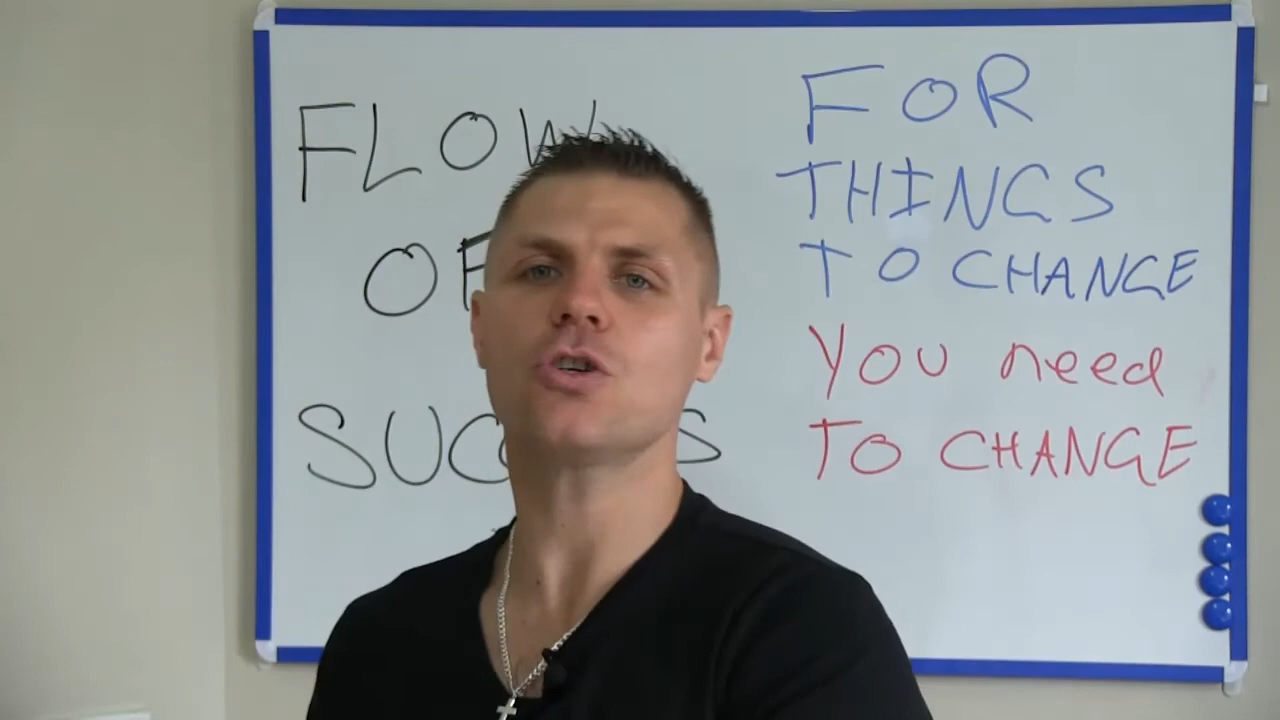 FLOW
OF
FOR
THINGS
TO CHANGE
You need
TO CHANGE